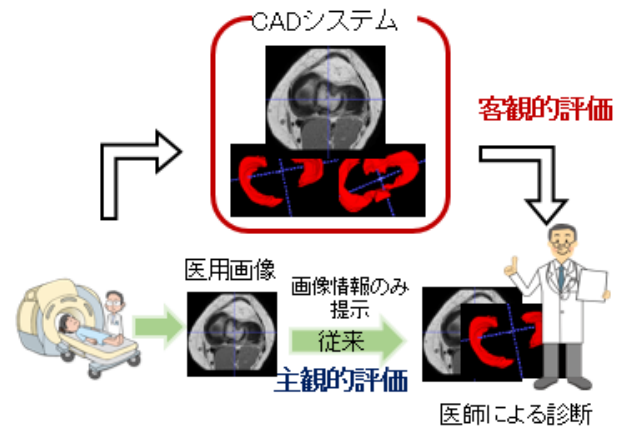 CADシステム
客観的評価
医用画像
画像情報のみ
提示
従来
主観的評価
医師による診断